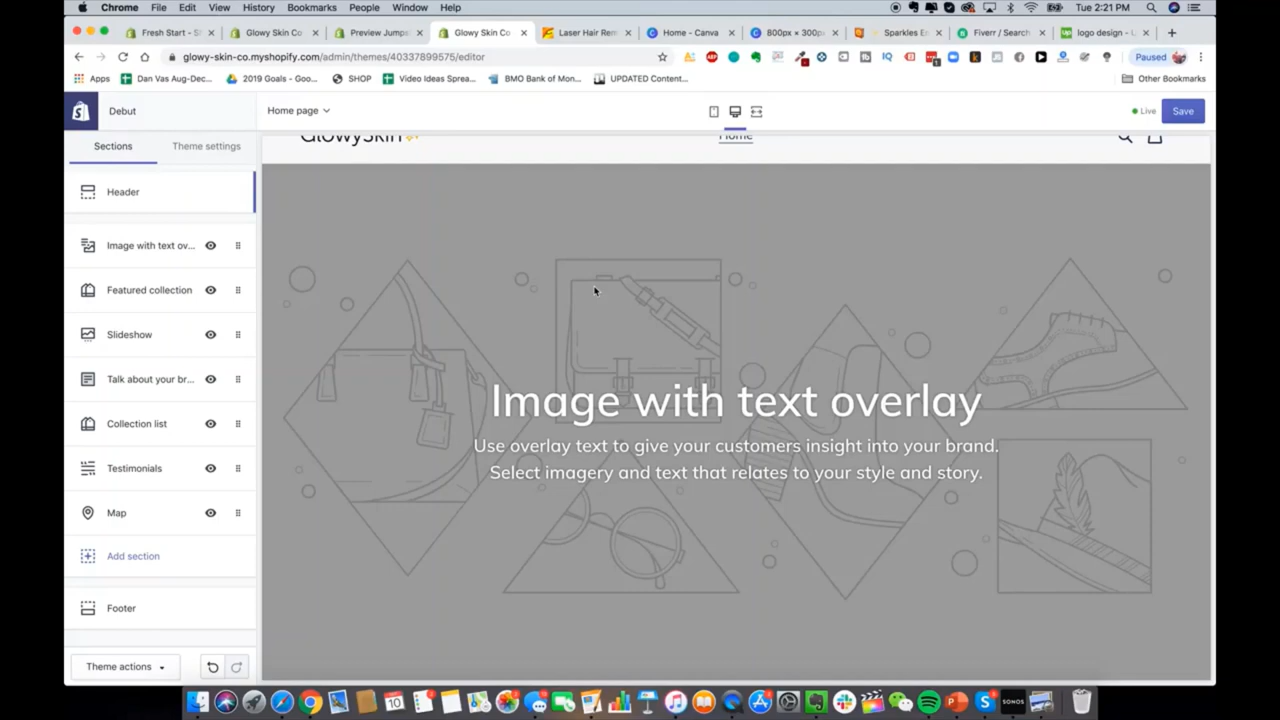 Chrome File Edit View History Bookmarks People Window Help
Tue 2:21 PM
Fresh Start - S
Glowy Skin Co
Preview Jumps
Glowy Skin Co
Laser Hair Rem
Home - Canva
800px × 300px
Sparkles E
Fiverr / Search
logo design - U
glowy-skin-co.myshopify.com/admin/themes/40337899575/editor
Paused
Apps
Dan Vas Aug-Dec...
2019 Goals - Goo...
SHOP
Video Ideas Sprea...
BMO Bank of Mon...
UPDATED Content...
Other Bookmarks
Debut
Home page
Live
Save
Sections
Theme settings
GlowySkin
Home
Header
Image with text ov...
Featured collection
Slideshow
Talk about your br...
Collection list
Testimonials
Map
Add section
Footer
Theme actions
Image with text overlay
Use overlay text to give your customers insight into your brand.
Select imagery and text that relates to your style and story.
SONOS